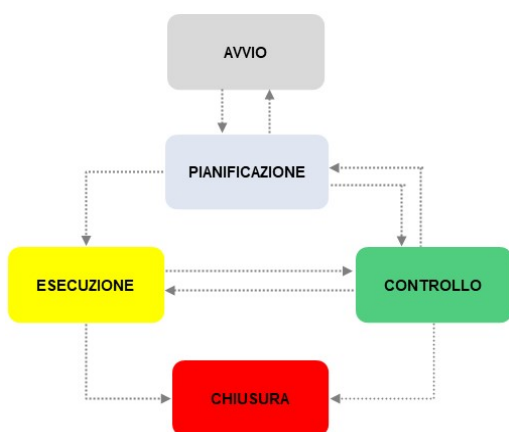 AVVIO
PIANIFICAZIONE
ESECUZIONE
CONTROLLO
CHIUSURA